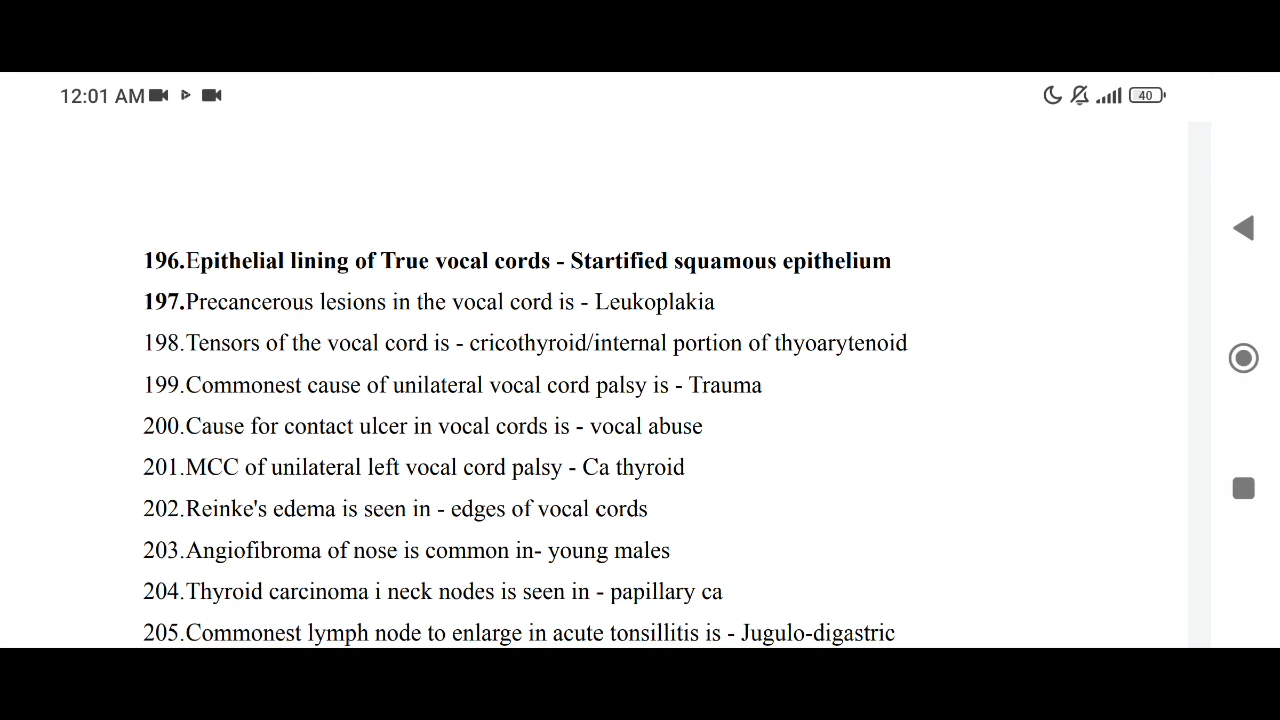 12:01 AM
40
196.Epithelial lining of True vocal cords - Startified squamous epithelium
197.Precancerous lesions in the vocal cord is - Leukoplakia
198.Tensors of the vocal cord is - cricothyroid/internal portion of thyoarytenoid
199.Commonest cause of unilateral vocal cord palsy is - Trauma
200.Cause for contact ulcer in vocal cords is - vocal abuse
201.MCC of unilateral left vocal cord palsy - Ca thyroid
202.Reinke's edema is seen in - edges of vocal cords
203.Angiofibroma of nose is common in- young males
204.Thyroid carcinoma i neck nodes is seen in - papillary ca
205.Commonest lymph node to enlarge in acute tonsillitis is - Jugulo-digastric